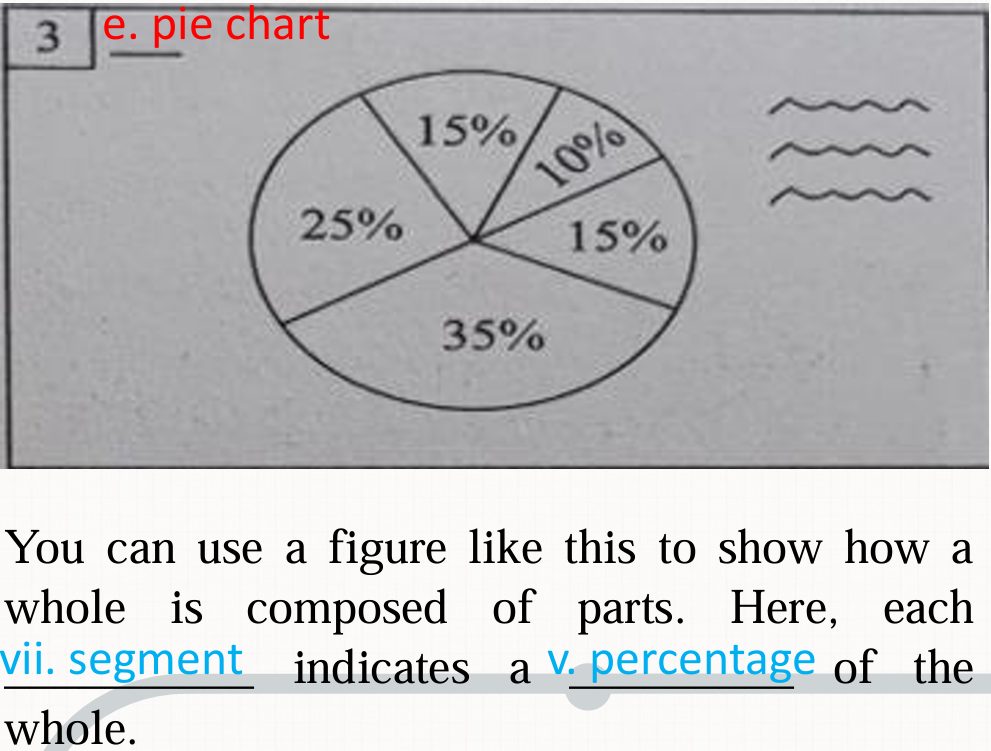 3 e. pie chart
15%
10%
25%
15%
35%
You can use a figure like this to show how a
whole is composed of parts. Here, each
vii. segment indicates a v. percentage of the
whole.